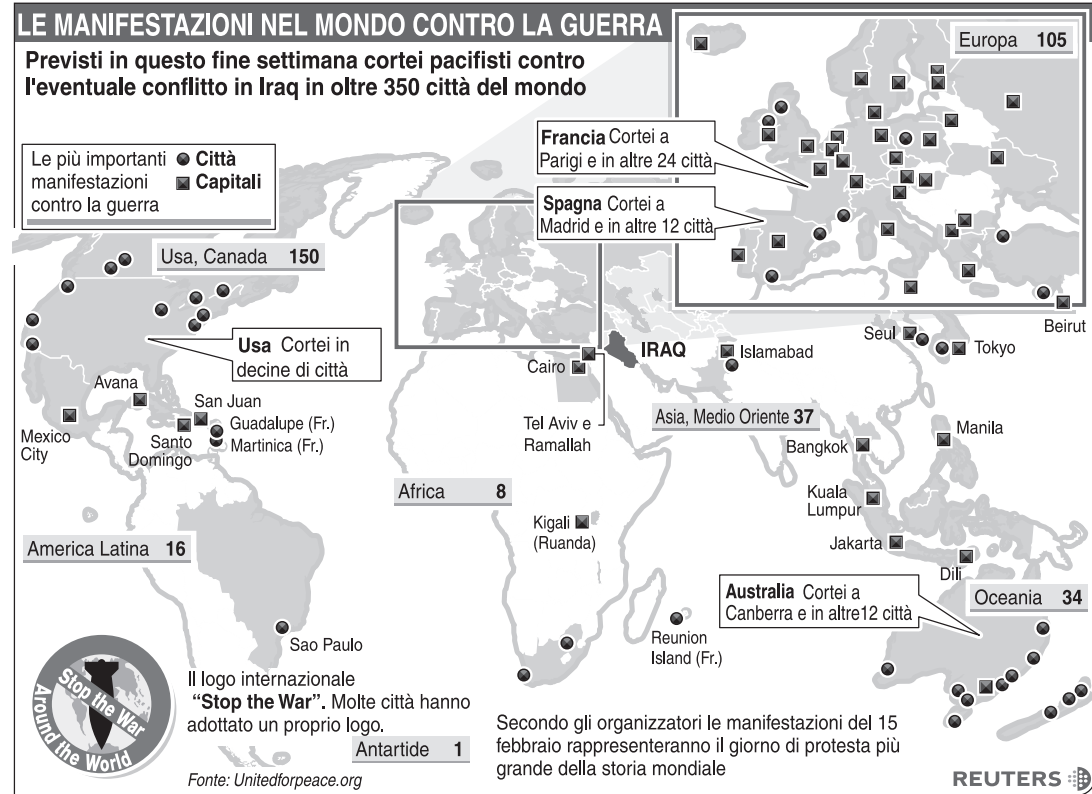 LE MANIFESTAZIONI NEL MONDO CONTRO LA GUERRA
Previsti in questo fine settimana cortei pacifisti contro
l'eventuale conflitto in Iraq in oltre 350 città del mondo
Europa 105
Francia Cortei a
Parigi e in altre 24 città
Spagna Cortei a
Madrid e in altre 12 città
Le più importanti
manifestazioni
contro la guerra
Città
Capitali
Usa, Canada 150
Usa Cortei in
decine di città
Avana
San Juan
Guadalupe (Fr.)
Martinica (Fr.)
Mexico
City
Santo
Domingo
Cairo
IRAQ
Islamabad
Tel Aviv e
Ramallah
Beirut
Seul
Tokyo
Asia, Medio Oriente 37
Bangkok
Manila
Kuala
Lumpur
Jakarta
Dili
Africa 8
Kigali
(Ruanda)
America Latina 16
Sao Paulo
Reunion
Island (Fr.)
Australia Cortei a
Canberra e in altre12 città
Oceania 34
Stop the War
Around the World
Il logo internazionale
“Stop the War”. Molte città hanno
adottato un proprio logo.
Antartide 1
Fonte: Unitedforpeace.org
Secondo gli organizzatori le manifestazioni del 15
febbraio rappresenteranno il giorno di protesta più
grande della storia mondiale
REUTERS